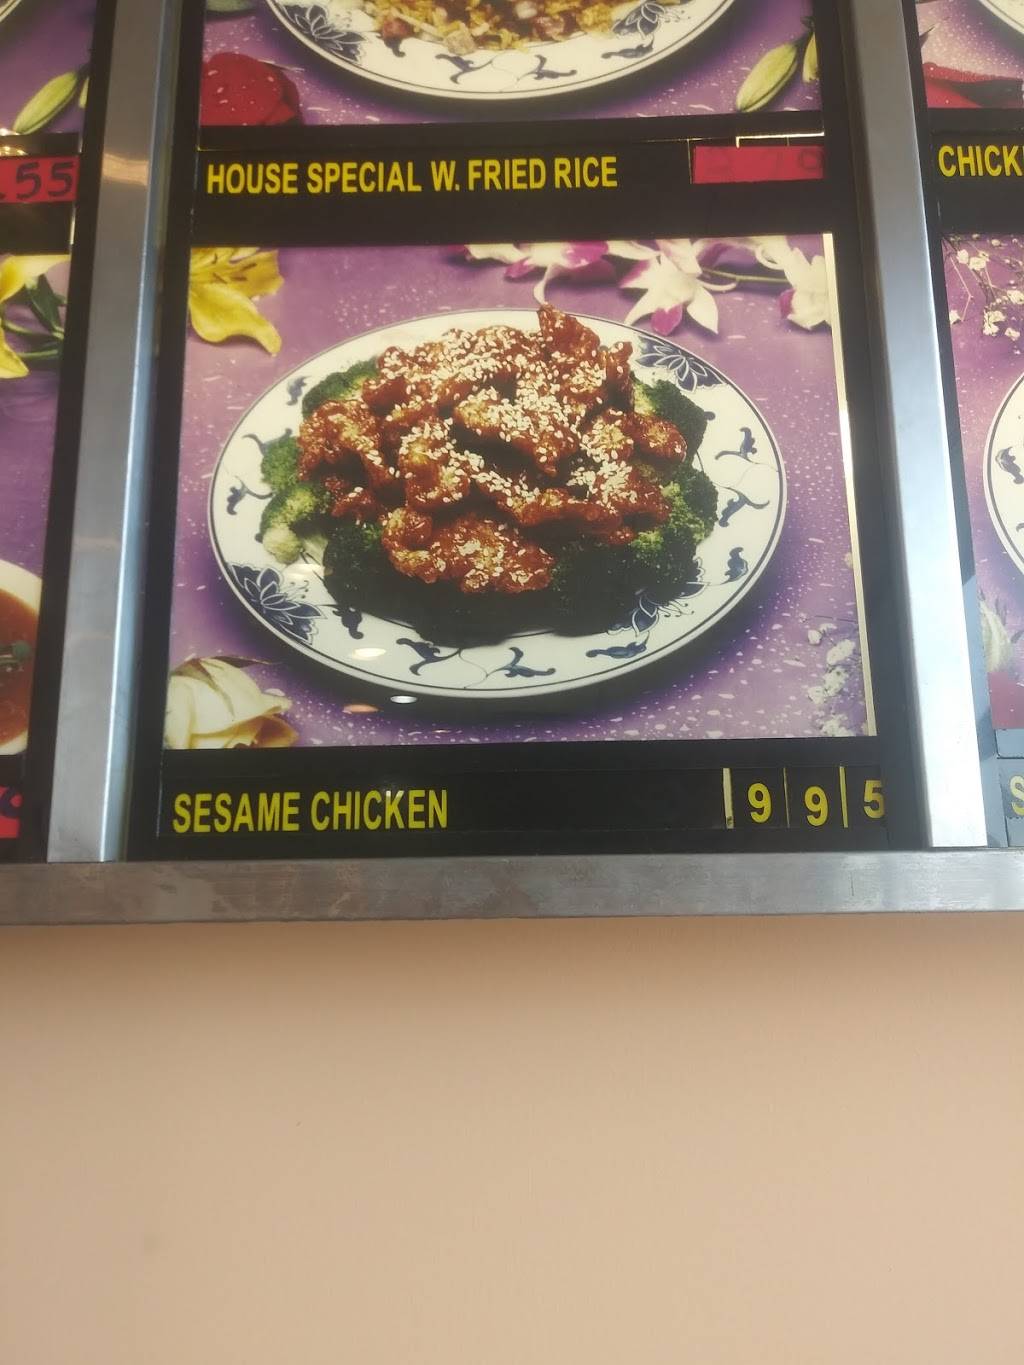 .55
HOUSE SPECIAL W. FRIED RICE
CHICK
SESAME CHICKEN 9 9 5
S